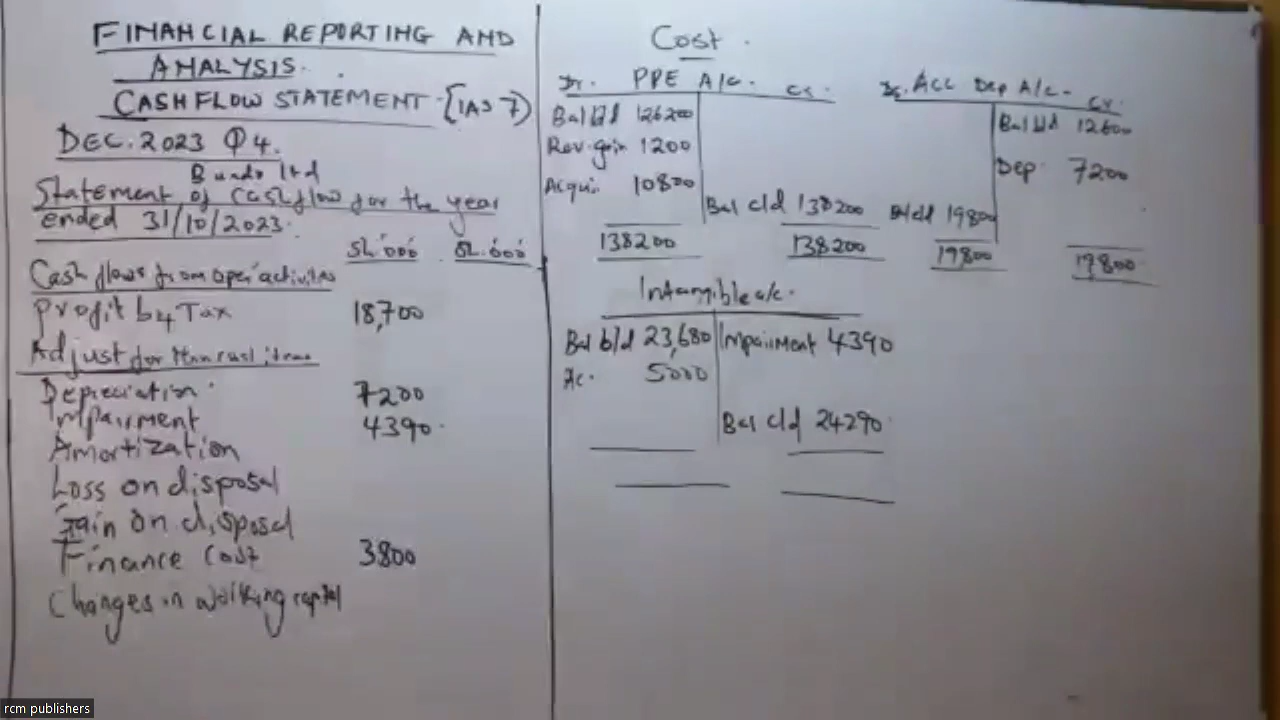 FINANCIAL REPORTING AND
ANALYSIS.
CASHFLOW STATEMENT. (IAS 7)
DEC. 2023 Q4.
Ltd
Statement of Cashflow for the year
ended 31/10/2023.
Sh.'000' Sh.'000'
Cash flows from oper activities
Profit b4 Tax 18,700
Adjust for Non cash items
Depreciation 7200
Impairment 4390
Amortization
Loss on disposal
Gain on disposal
Finance Cost 3800
Changes in working capital
Cost
Dr. PPE A/c. Cr.
Bal b/d 126200
Rev. gain 1200
Acqui. 10800
Bal c/d 138200
138200 138200
Dr. Acc Dep A/c. Cr.
Bal b/d 12600
Dep 7200
Bal c/d 19800
19800 19800
Intangible a/c.
Bal b/d 23,680 Impairment 4390
Ac. 5000
Bal c/d 24290
rcm publishers